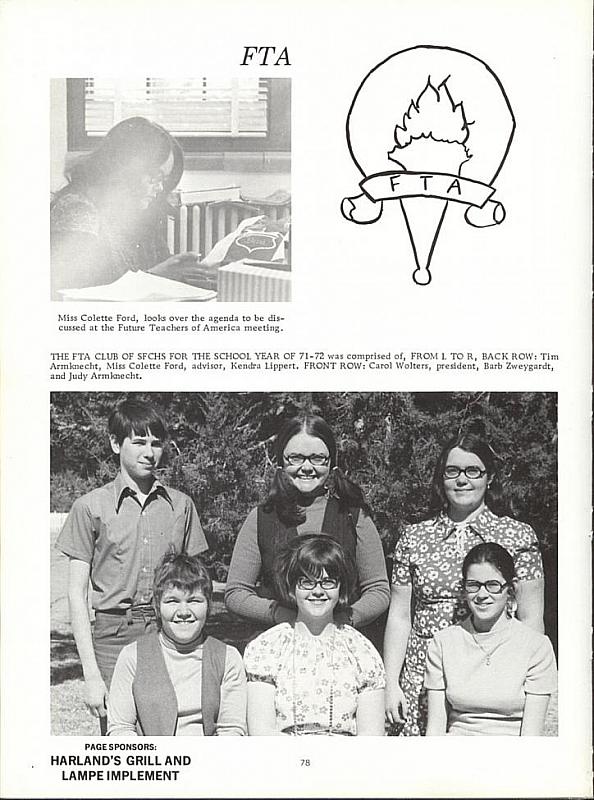 FTA
F T A
Miss Colette Ford, looks over the agenda to be dis-
cussed at the Future Teachers of America meeting.
THE FTA CLUB OF SFCHS FOR THE SCHOOL YEAR OF 71-72 was comprised of, FROM L TO R, BACK ROW: Tim
Armknecht, Miss Colette Ford, advisor, Kendra Lippert. FRONT ROW: Carol Wolters, president, Barb Zweygardt,
and Judy Armknecht.
PAGE SPONSORS:
HARLAND'S GRILL AND
LAMPE IMPLEMENT
78